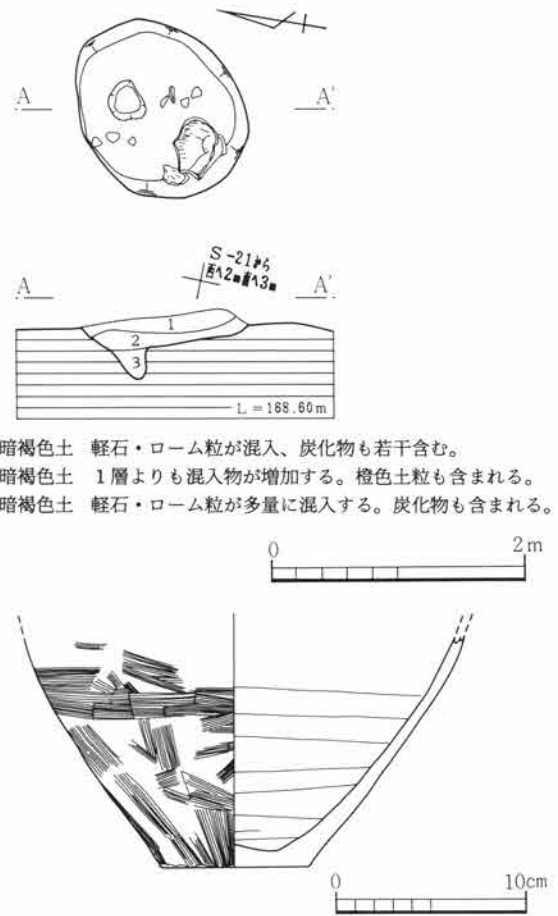 A A'
S-21から
西へ2m南へ3m
A A'
1
2
3
L=168.60m
暗褐色土 軽石・ローム粒が混入、炭化物も若干含む。
暗褐色土 1層よりも混入物が増加する。橙色土粒も含まれる。
暗褐色土 軽石・ローム粒が多量に混入する。炭化物も含まれる。
0 2m
0 10cm